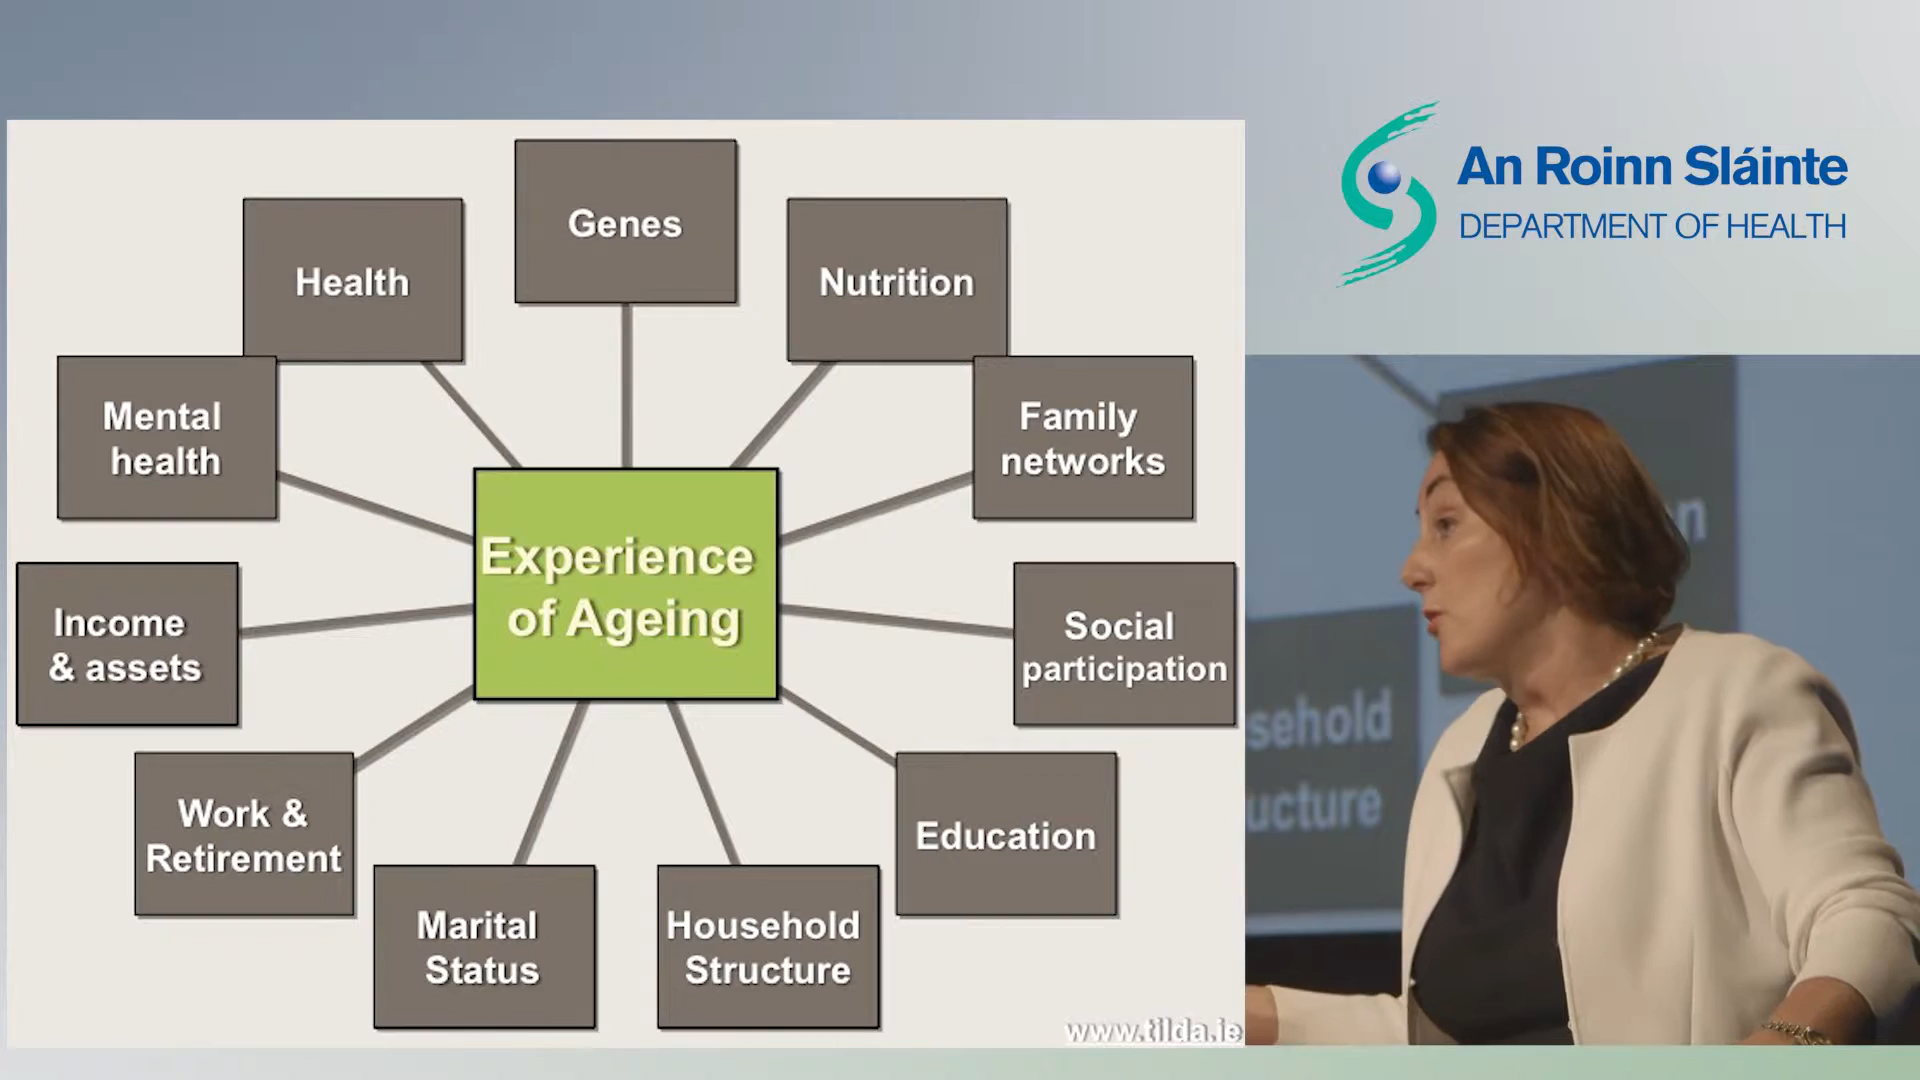 Genes
Health
Nutrition
Mental
health
Family
networks
Experience
of Ageing
Income
& assets
Social
participation
Work &
Retirement
Education
Marital
Status
Household
Structure
www.tilda.ie
An Roinn Sláinte
DEPARTMENT OF HEALTH
n
sehold
ucture